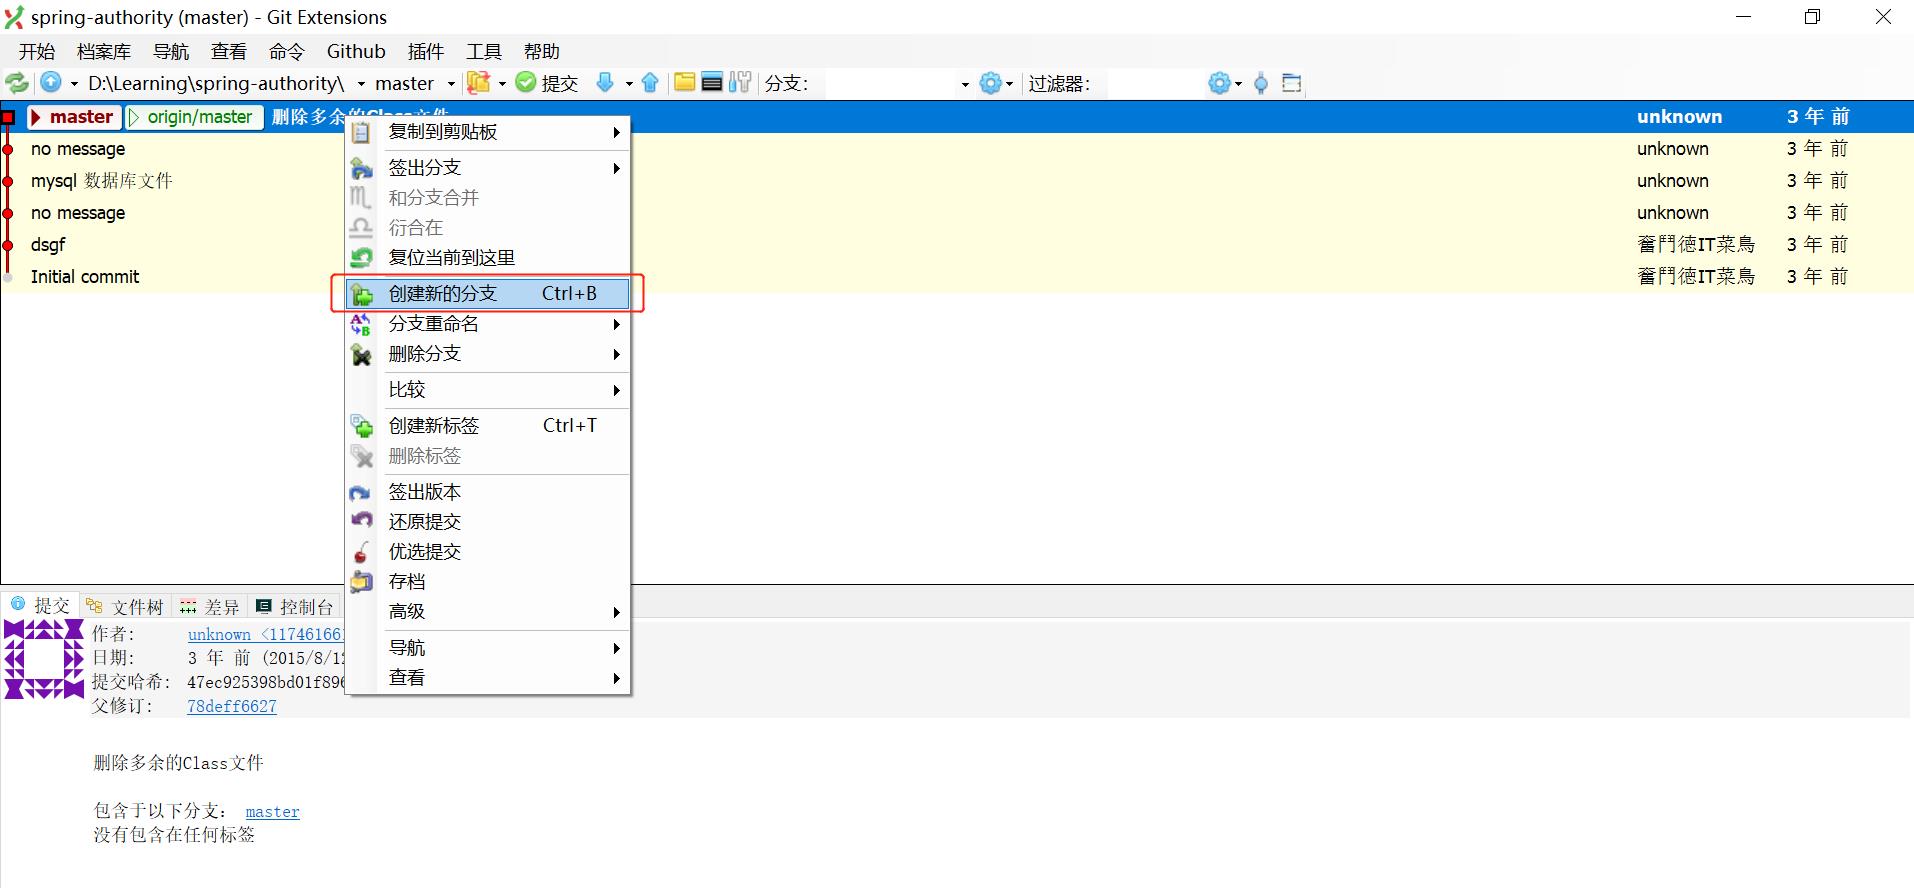 spring-authority (master) - Git Extensions
开始 档案库 导航 查看 命令 Github 插件 工具 帮助
D:\Learning\spring-authority\ master 提交 分支: 过滤器:
master origin/master 删除多余的Class文件 unknown 3 年 前
no message unknown 3 年 前
mysql 数据库文件 unknown 3 年 前
no message unknown 3 年 前
dsgf 奮鬥徳IT菜鳥 3 年 前
Initial commit 奮鬥徳IT菜鳥 3 年 前
复制到剪贴板
签出分支
和分支合并
衍合在
复位当前到这里
创建新的分支 Ctrl+B
分支重命名
删除分支
比较
创建新标签 Ctrl+T
删除标签
签出版本
还原提交
优选提交
存档
高级
导航
查看
提交 文件树 差异 控制台
作者: unknown <117461661
日期: 3 年 前 (2015/8/12
提交哈希: 47ec925398bd01f896
父修订: 78deff6627
删除多余的Class文件
包含于以下分支: master
没有包含在任何标签